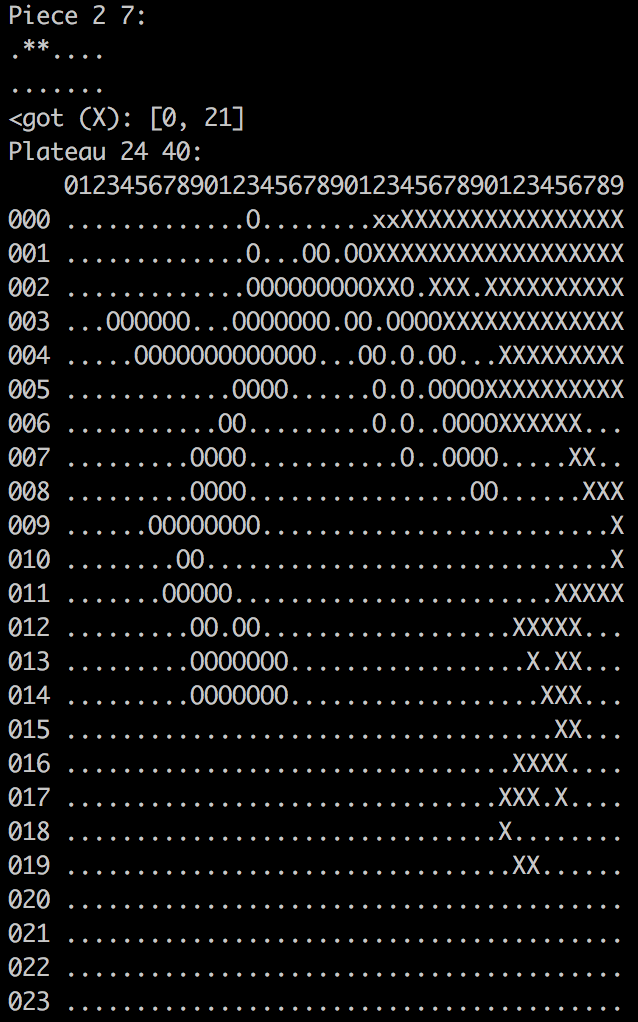 Piece 2 7:
.**....
.......
<got (X): [0, 21]
Plateau 24 40:
    0123456789012345678901234567890123456789
000 .............O........xxXXXXXXXXXXXXXXXX
001 .............O...OO.OOXXXXXXXXXXXXXXXXXX
002 .............OOOOOOOOOXXO.XXX.XXXXXXXXXX
003 ...OOOOOO...OOOOOOO.OO.OOOOXXXXXXXXXXXXX
004 .....OOOOOOOOOOOOO...OO.O.OO...XXXXXXXXX
005 ............OOOO......O.O.OOOOXXXXXXXXXX
006 ...........OO.........O.O..OOOOXXXXXX...
007 .........OOOO...........O..OOOO.....XX..
008 .........OOOO................OO......XXX
009 ......OOOOOOOO.........................X
010 ........OO.............................X
011 .......OOOOO.......................XXXXX
012 .........OO.OO..................XXXXX...
013 .........OOOOOOO.................X.XX...
014 .........OOOOOOO..................XXX...
015 ...................................XX...
016 ................................XXXX....
017 ...............................XXX.X....
018 ...............................X........
019 ................................XX......
020 ........................................
021 ........................................
022 ........................................
023 ........................................